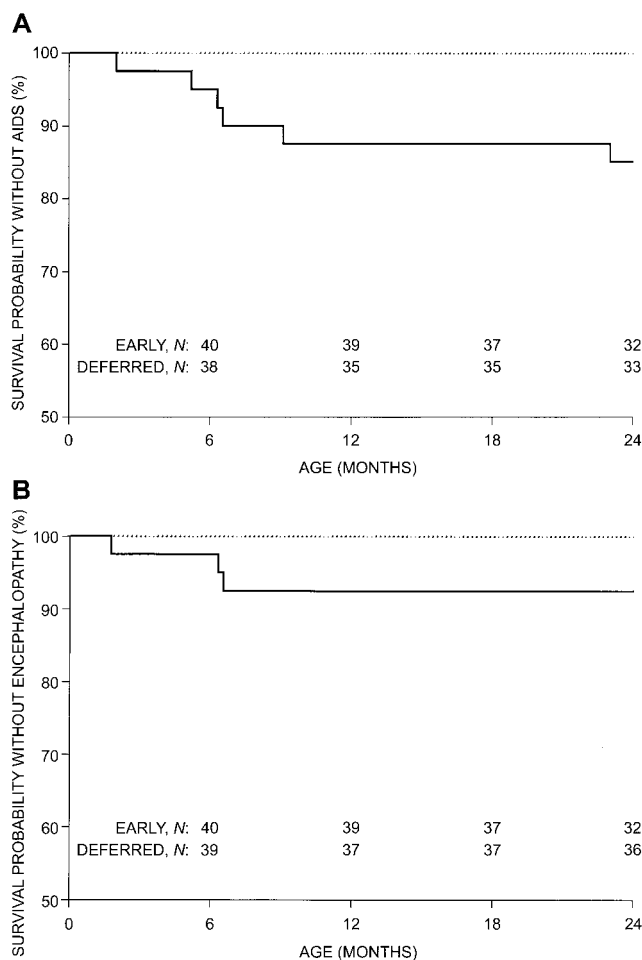 A
SURVIVAL PROBABILITY WITHOUT AIDS (%)
100
90
80
70
60
50
EARLY, N: 40 39 37 32
DEFERRED, N: 38 35 35 33
0 6 12 18 24
AGE (MONTHS)
B
SURVIVAL PROBABILITY WITHOUT ENCEPHALOPATHY (%)
100
90
80
70
60
50
EARLY, N: 40 39 37 32
DEFERRED, N: 39 37 37 36
0 6 12 18 24
AGE (MONTHS)